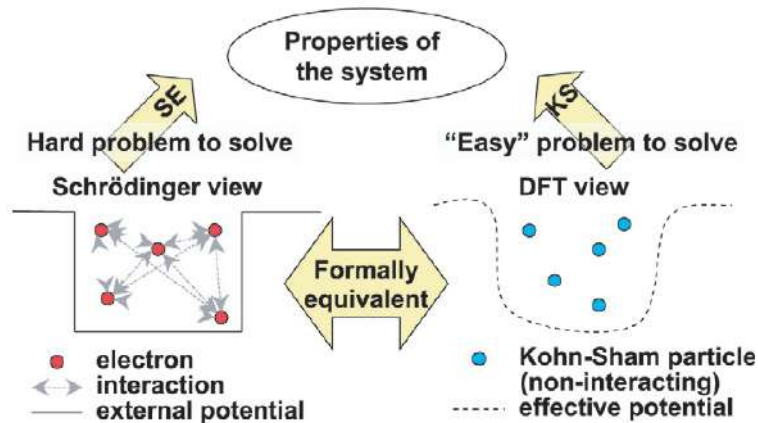 Properties of
the system
SE
KS
Hard problem to solve
"Easy" problem to solve
Schrödinger view
DFT view
Formally
equivalent
electron
interaction
external potential
Kohn-Sham particle
(non-interacting)
effective potential